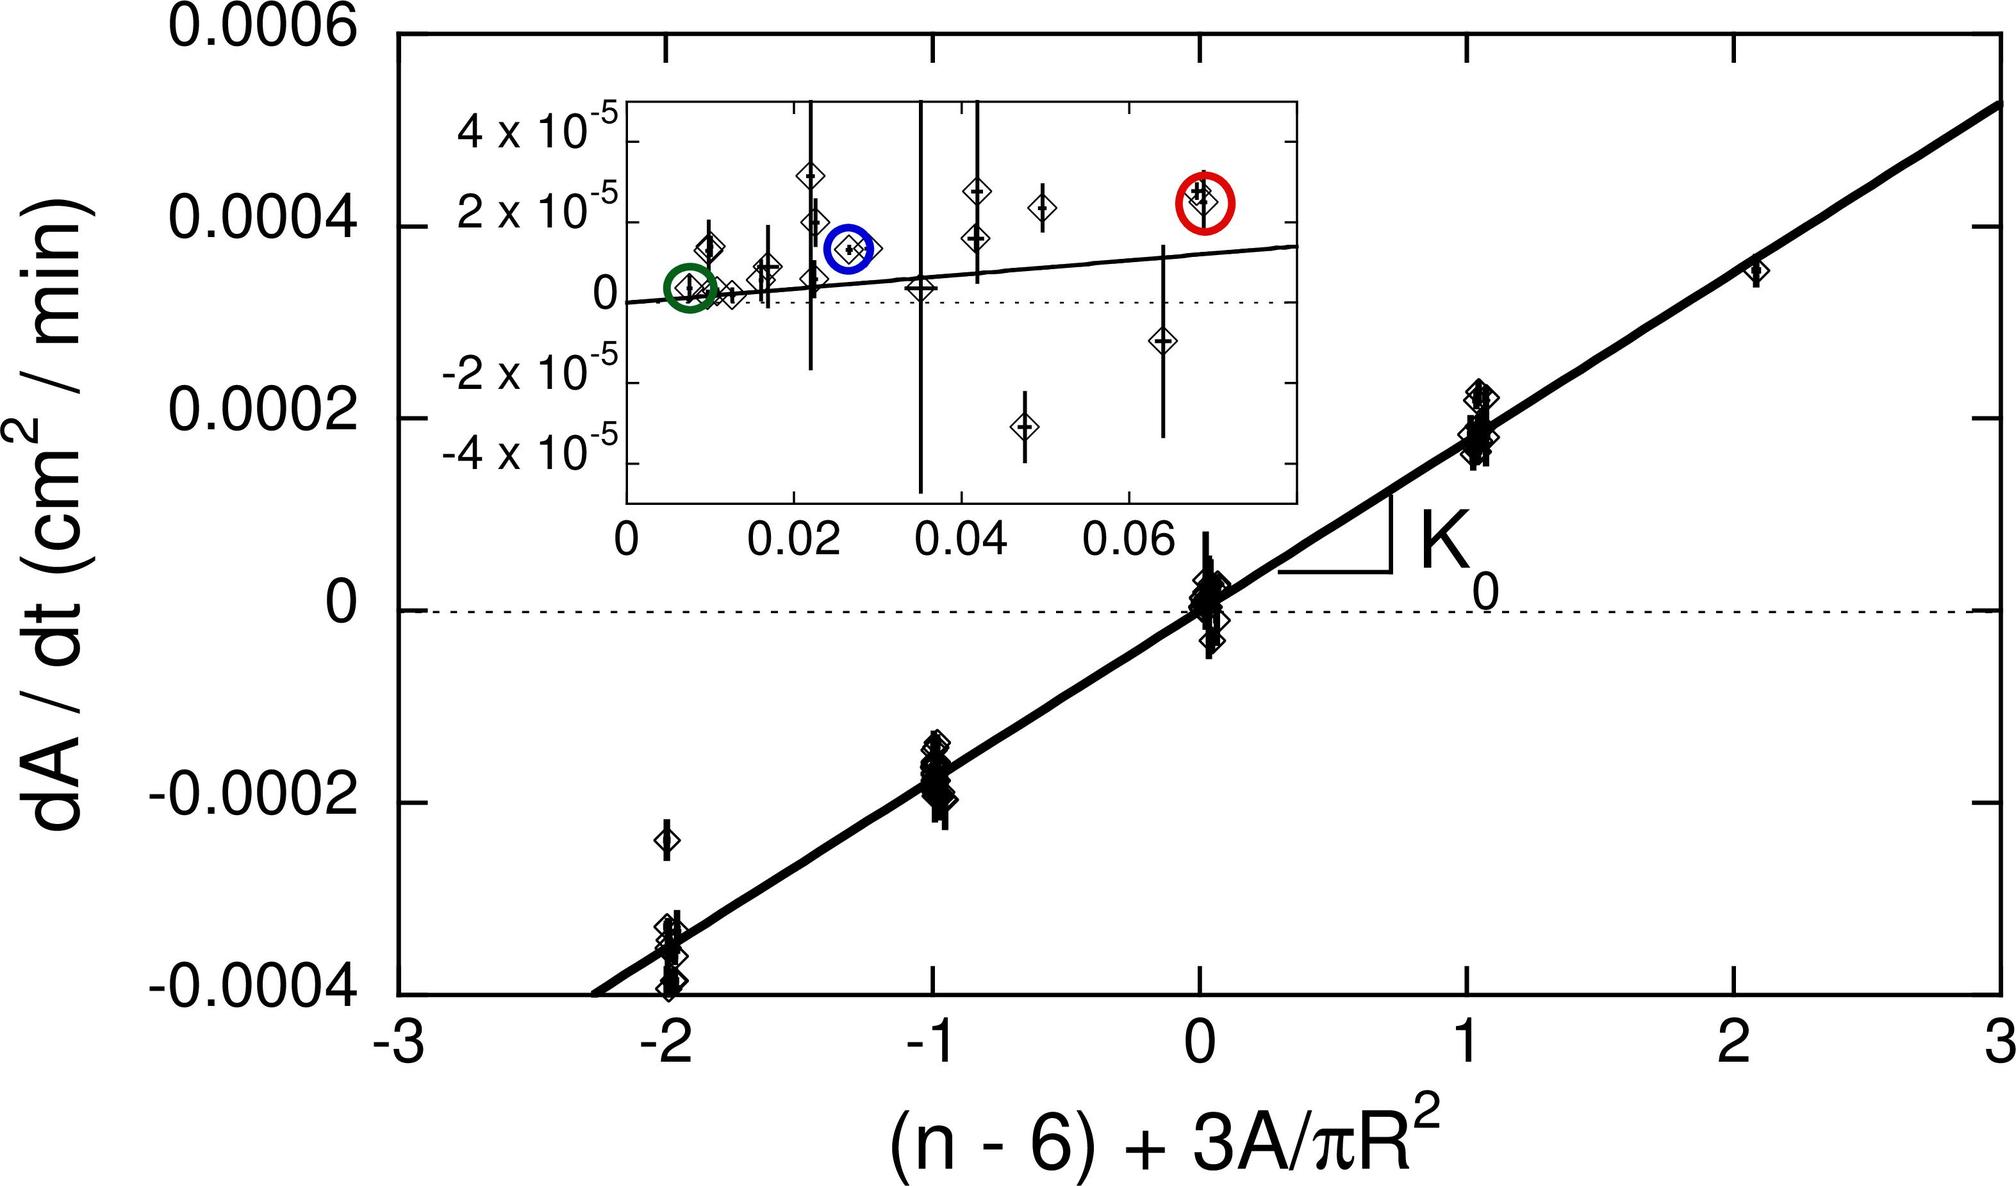 0.0006
0.0004
0.0002
0
-0.0002
-0.0004
dA / dt (cm² / min)
4 x 10⁻⁵
2 x 10⁻⁵
0
-2 x 10⁻⁵
-4 x 10⁻⁵
0 0.02 0.04 0.06
K₀
-3 -2 -1 0 1 2 3
(n - 6) + 3A/πR²